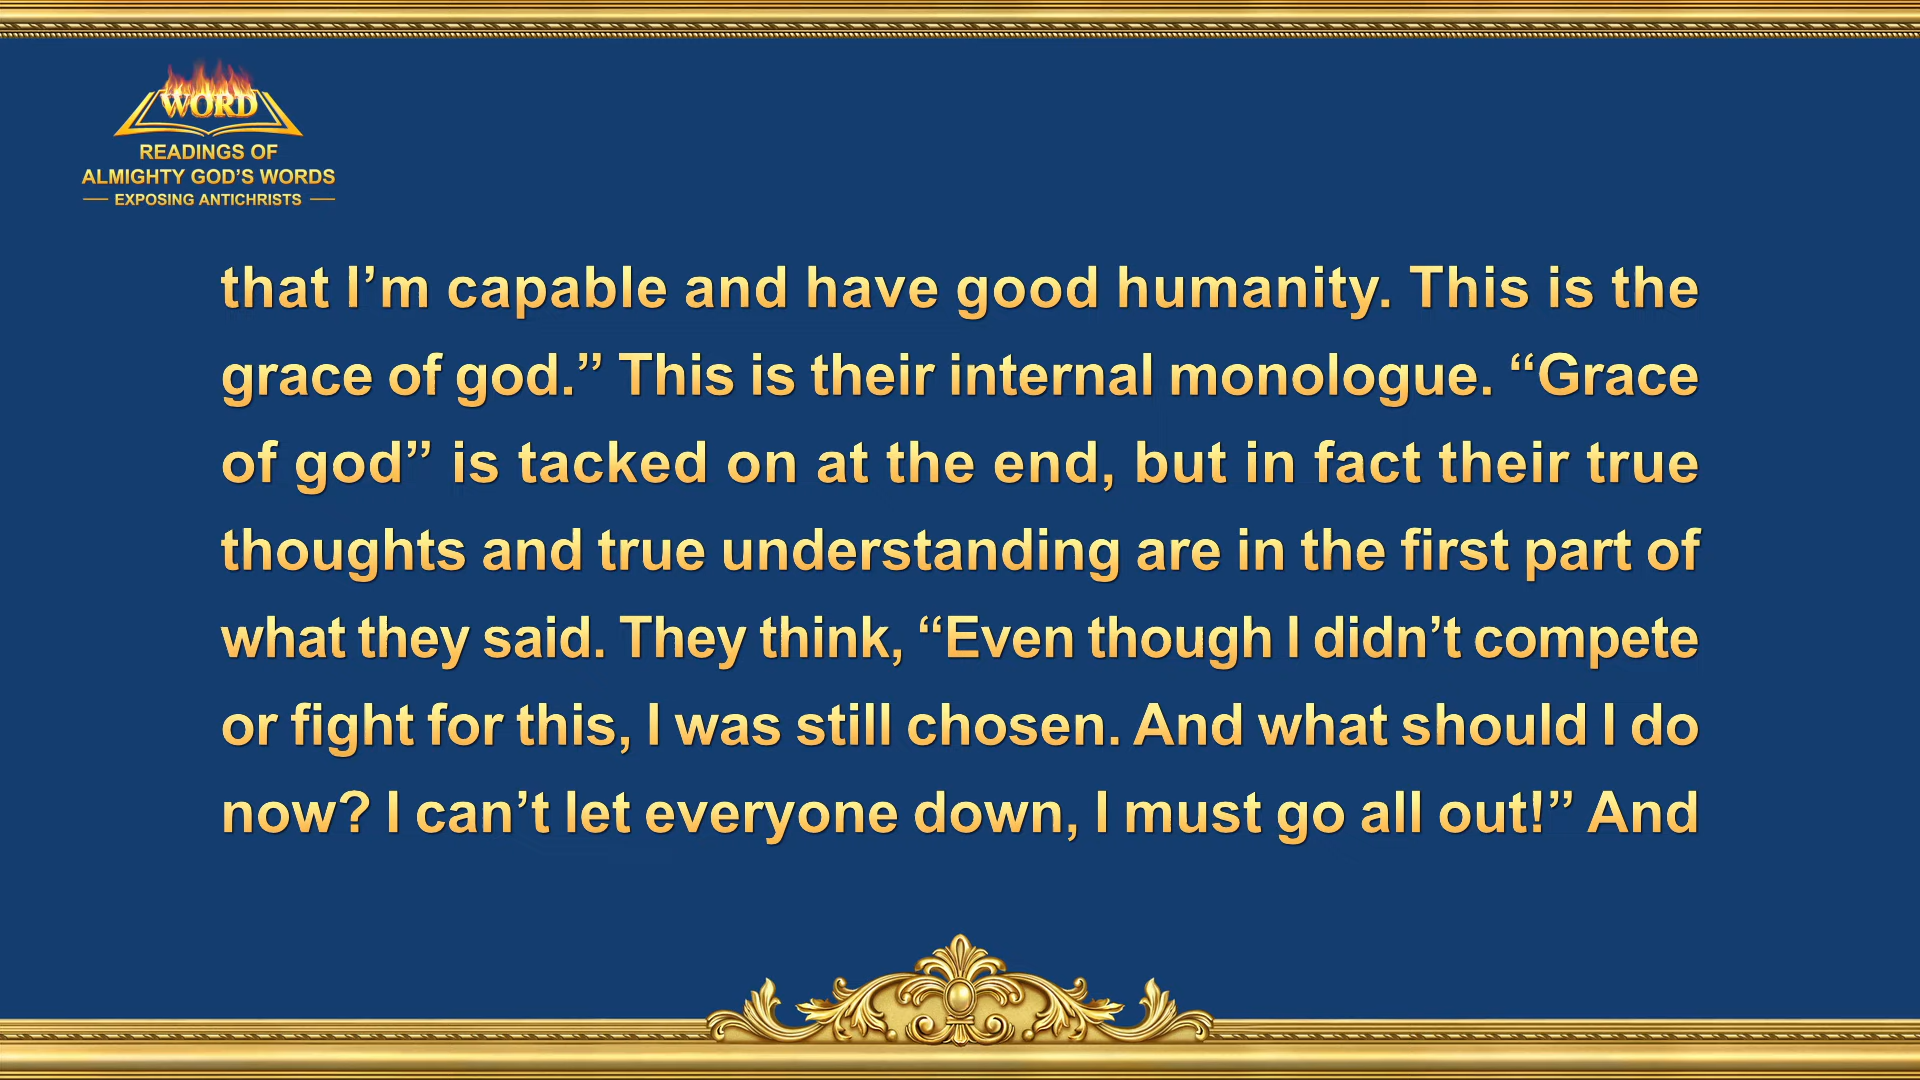 WORD
READINGS OF
ALMIGHTY GOD’S WORDS
EXPOSING ANTICHRISTS
that I’m capable and have good humanity. This is the
grace of god.” This is their internal monologue. “Grace
of god” is tacked on at the end, but in fact their true
thoughts and true understanding are in the first part of
what they said. They think, “Even though I didn’t compete
or fight for this, I was still chosen. And what should I do
now? I can’t let everyone down, I must go all out!” And